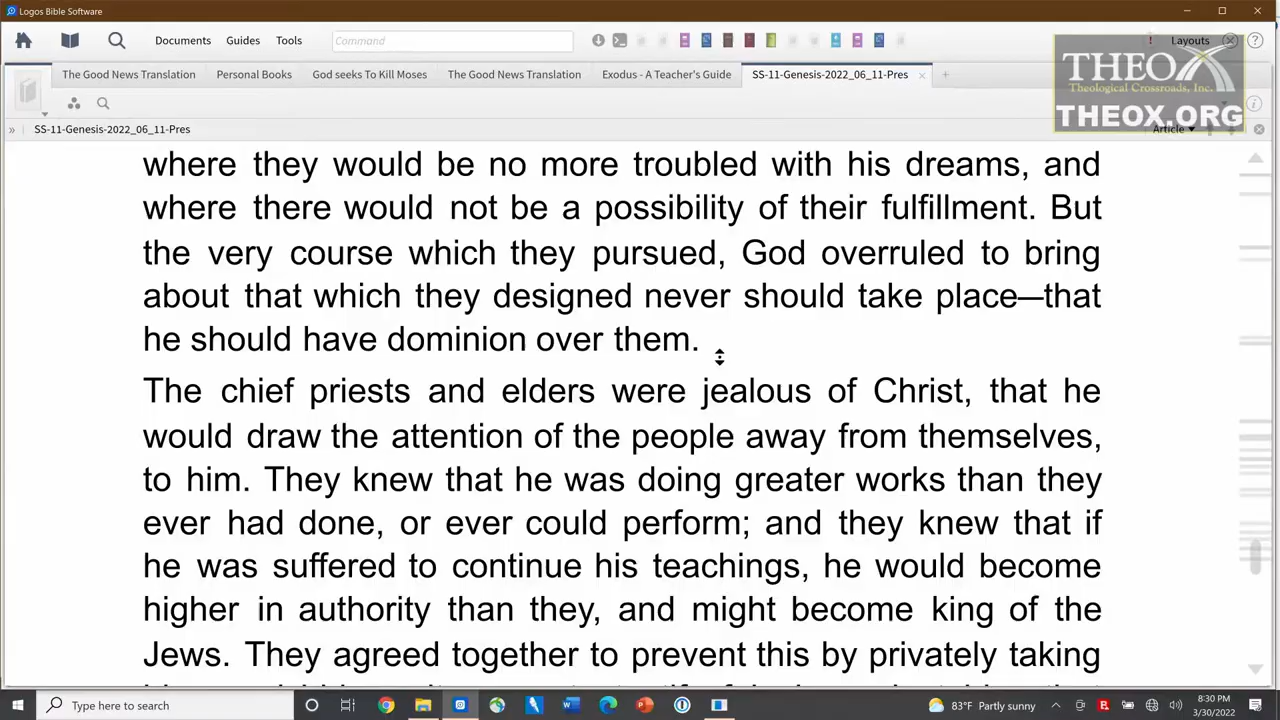 Logos Bible Software
Documents Guides Tools Command Layouts
The Good News Translation Personal Books God seeks To Kill Moses The Good News Translation Exodus - A Teacher's Guide SS-11-Genesis-2022_06_11-Pres
THEOX
Theological Crossroads, Inc.
THEOX.ORG
SS-11-Genesis-2022_06_11-Pres Article
where they would be no more troubled with his dreams, and
where there would not be a possibility of their fulfillment. But
the very course which they pursued, God overruled to bring
about that which they designed never should take place—that
he should have dominion over them.
The chief priests and elders were jealous of Christ, that he
would draw the attention of the people away from themselves,
to him. They knew that he was doing greater works than they
ever had done, or ever could perform; and they knew that if
he was suffered to continue his teachings, he would become
higher in authority than they, and might become king of the
Jews. They agreed together to prevent this by privately taking
Type here to search 83°F Partly sunny 8:30 PM
3/30/2022